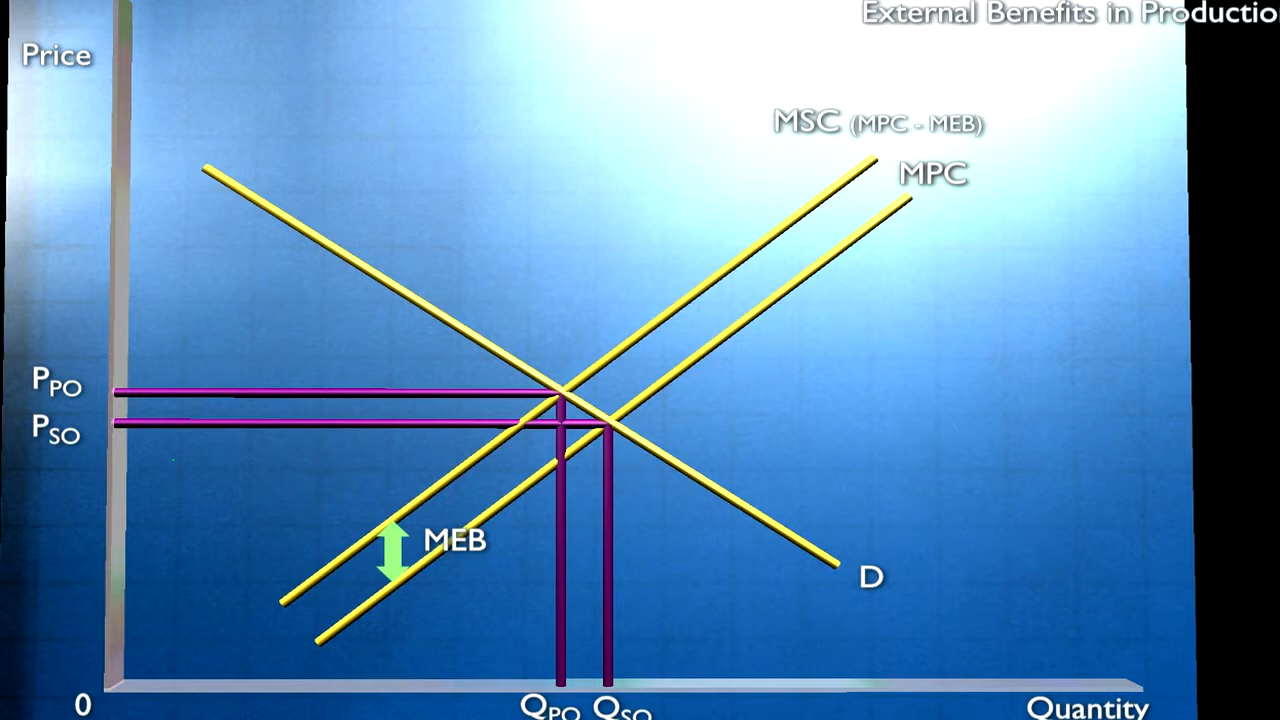 External Benefits in Productio
Price
MSC (MPC - MEB)
MPC
PPO
PSO
MEB
D
0
QPO
QSO
Quantity